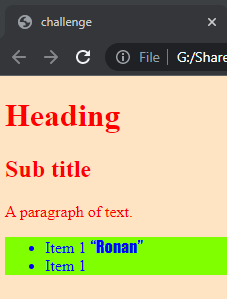 challenge
File
G:/Share
Heading
Sub title
A paragraph of text.
Item 1 “Ronan”
Item 1